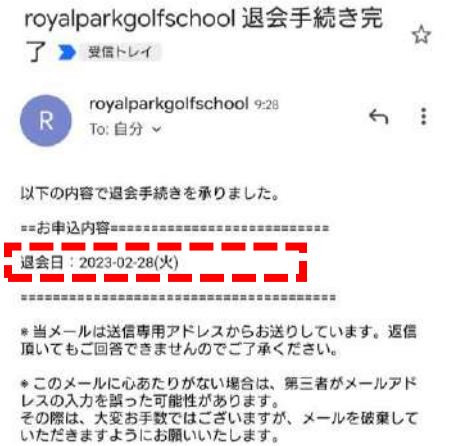 royalparkgolfschool 退会手続き完
了 受信トレイ
R
royalparkgolfschool 9:28
To: 自分
以下の内容で退会手続きを承りました。
==お申込内容===========================
退会日：2023-02-28(火)
=======================================
※当メールは送信専用アドレスからお送りしています。返信
頂いてもご回答できませんのでご了承ください。
※このメールに心あたりがない場合は、第三者がメールアド
レスの入力を誤った可能性があります。
その際は、大変お手数ではございますが、メールを破棄して
いただきますようにお願いいたします。